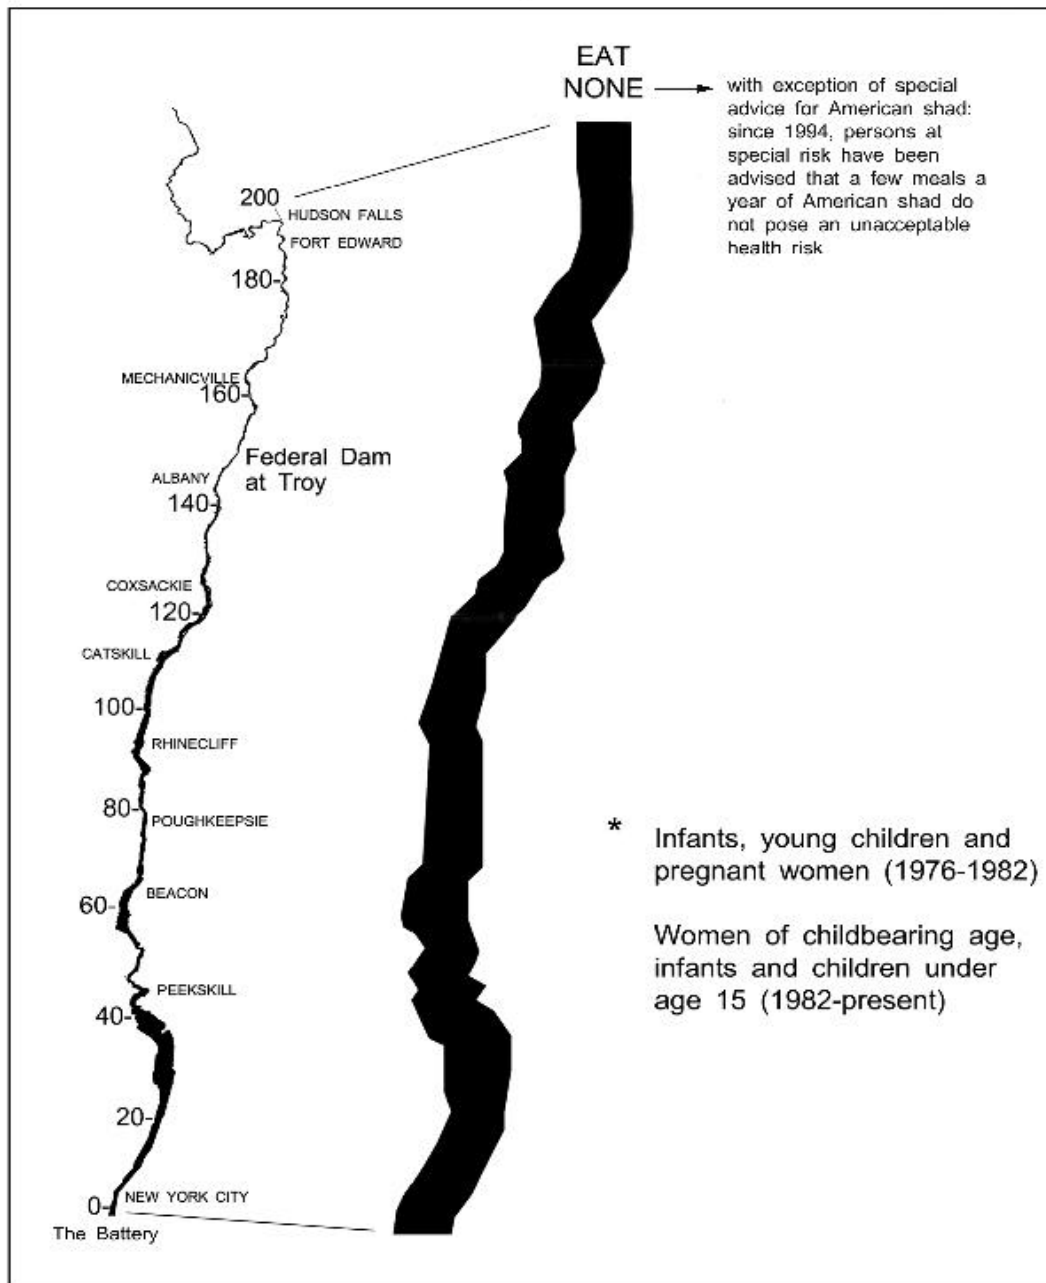 EAT
NONE
with exception of special
advice for American shad:
since 1994, persons at
special risk have been
advised that a few meals a
year of American shad do
not pose an unacceptable
health risk
200
HUDSON FALLS
FORT EDWARD
180-
MECHANICVILLE
160-
Federal Dam
at Troy
ALBANY
140-
COXSACKIE
120-
CATSKILL
100-
RHINECLIFF
80-
POUGHKEEPSIE
BEACON
60-
PEEKSKILL
40-
20-
0-
NEW YORK CITY
The Battery
* Infants, young children and
pregnant women (1976-1982)
Women of childbearing age,
infants and children under
age 15 (1982-present)